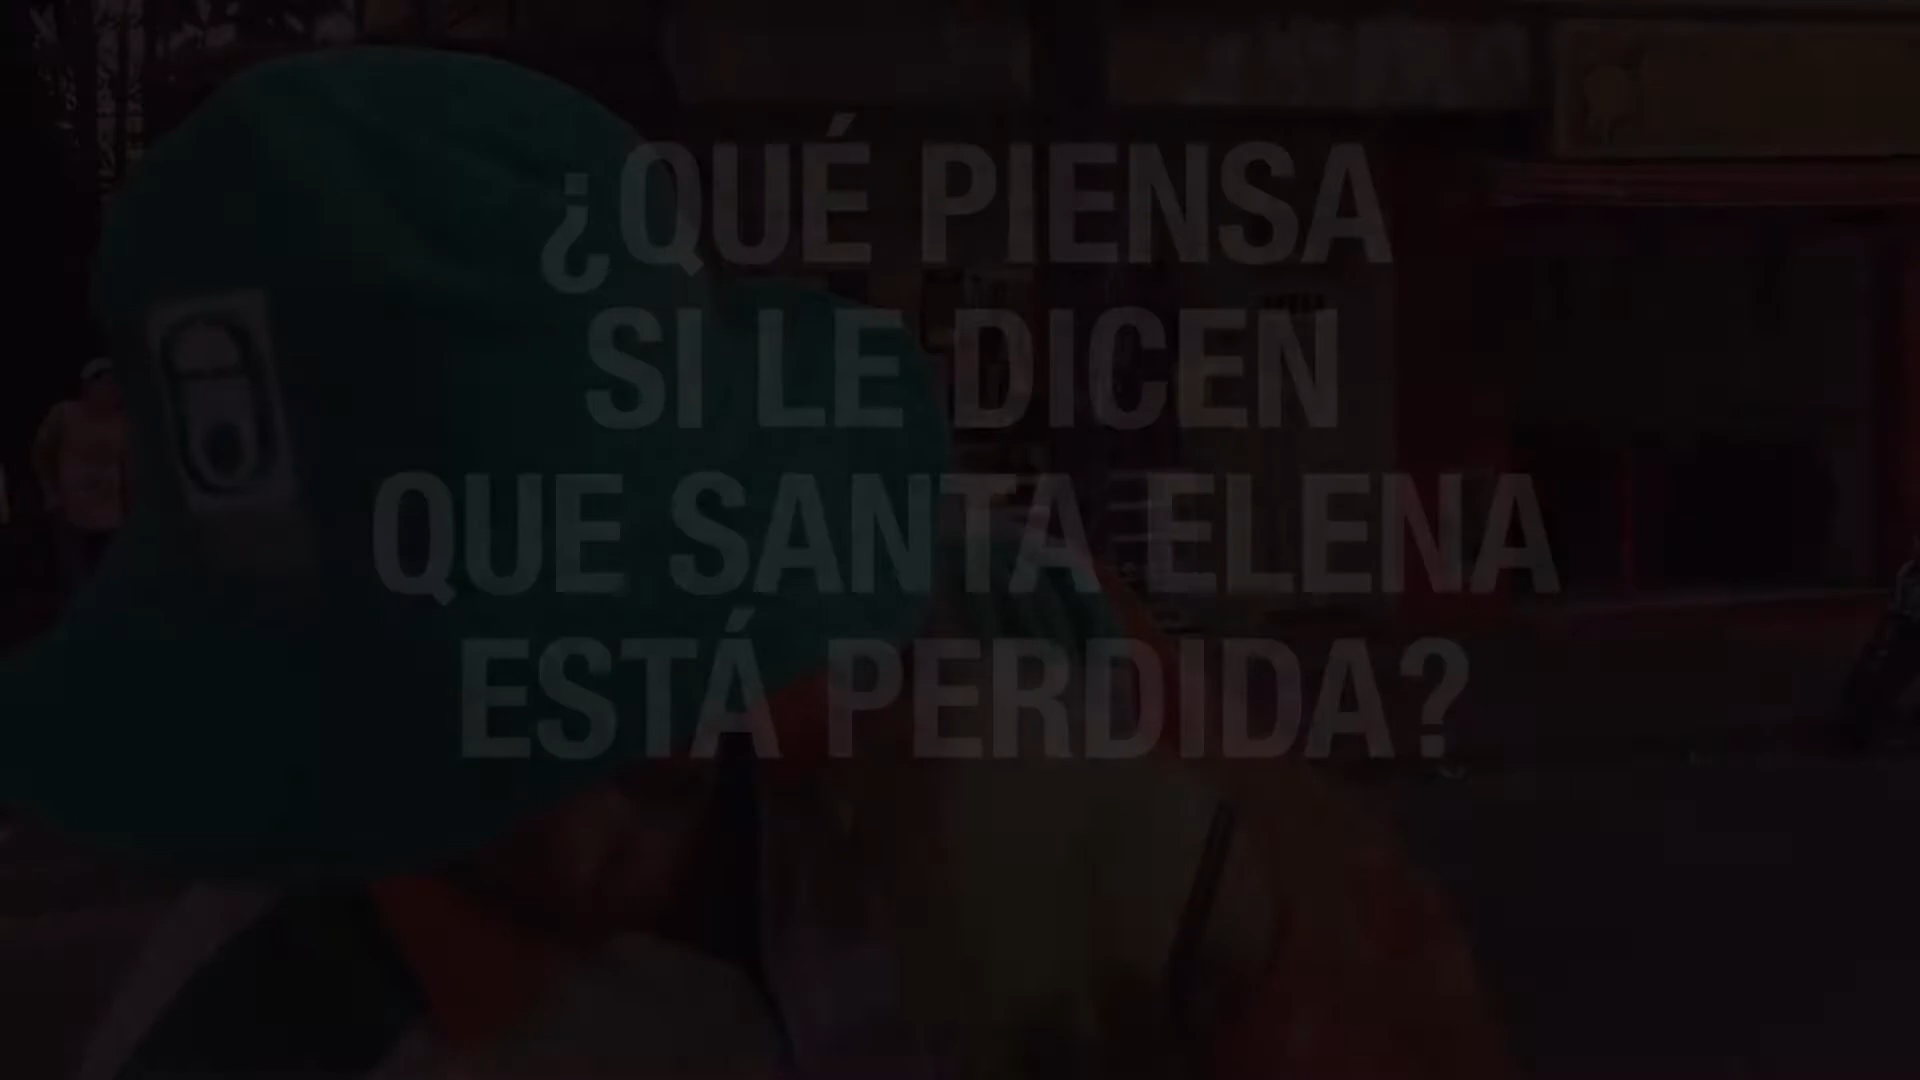 ¿QUÉ PIENSA
SI LE DICEN
QUE SANTA ELENA
ESTÁ PERDIDA?